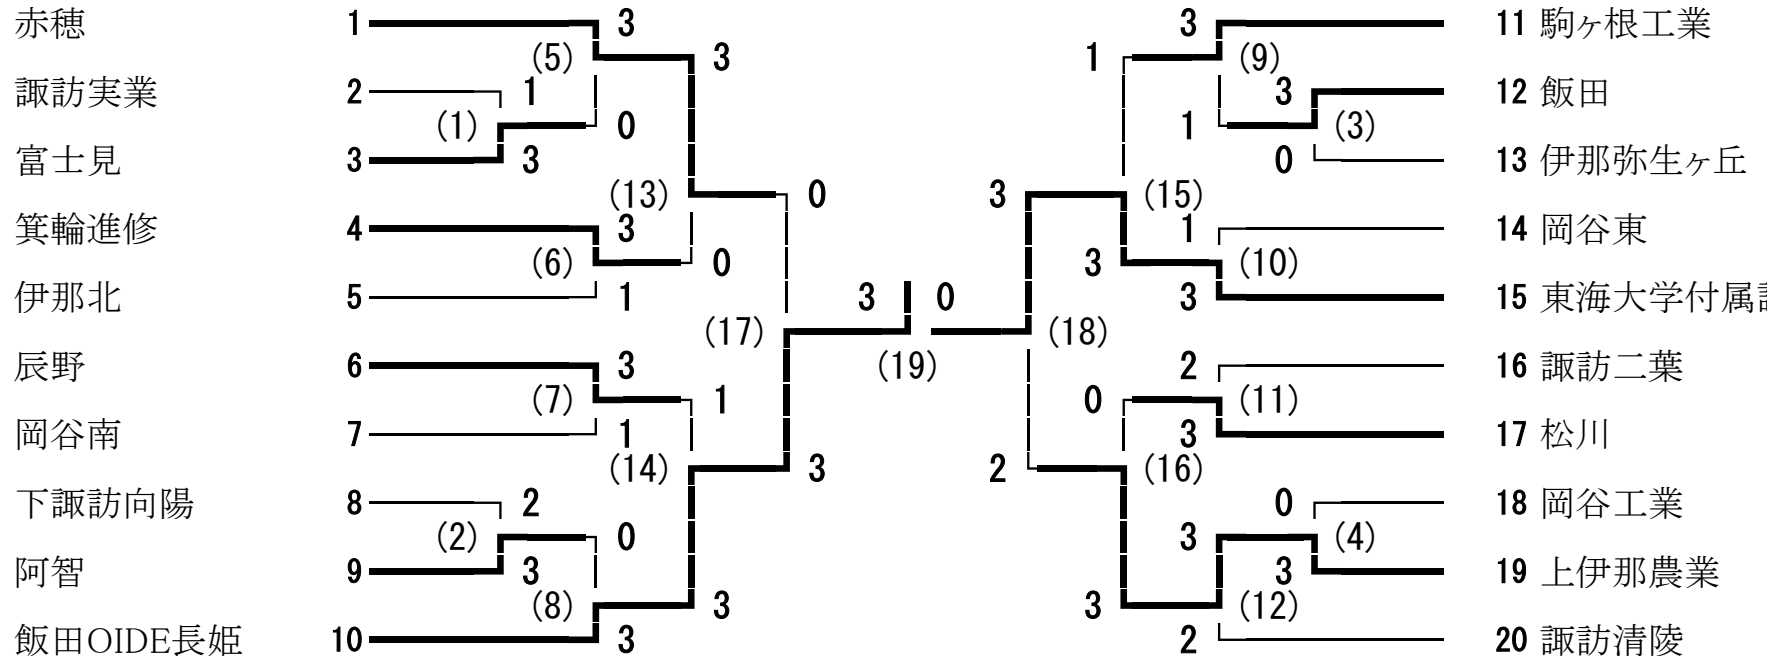 赤穂 1 3 3 11 駒ヶ根工業
(5) 3 1 (9)
諏訪実業 2 1 3 12 飯田
(1) 0 1 (3)
富士見 3 3 0 13 伊那弥生ヶ丘
(13) 0 3 (15)
箕輪進修 4 3 1 14 岡谷東
(6) 0 3 (10)
伊那北 5 1 3 0 3 15 東海大学付属
(17) (19) (18)
辰野 6 3 2 16 諏訪二葉
(7) 1 0 (11)
岡谷南 7 1 3 17 松川
(14) 3 2 (16)
下諏訪向陽 8 2 0 18 岡谷工業
(2) 0 3 (4)
阿智 9 3 3 19 上伊那農業
(8) 3 3 (12)
飯田OIDE長姫 10 3 2 20 諏訪清陵